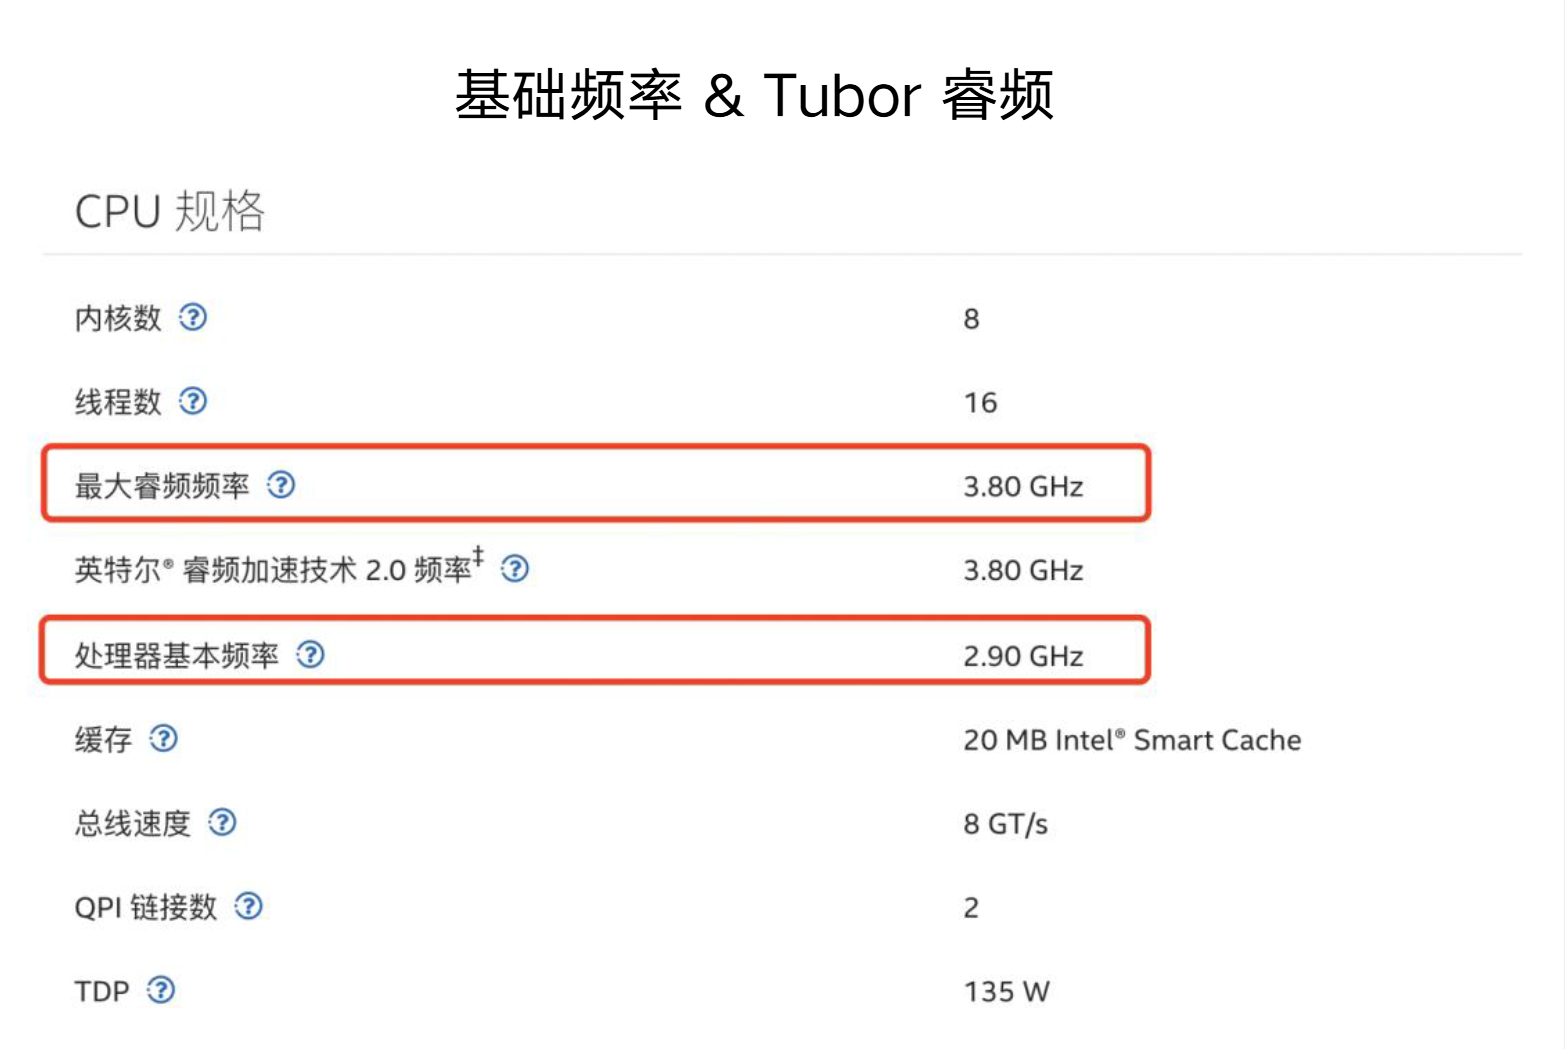 基础频率 & Tubor 睿频
CPU 规格
内核数 ? 8
线程数 ? 16
最大睿频频率 ? 3.80 GHz
英特尔® 睿频加速技术 2.0 频率‡ ? 3.80 GHz
处理器基本频率 ? 2.90 GHz
缓存 ? 20 MB Intel® Smart Cache
总线速度 ? 8 GT/s
QPI 链接数 ? 2
TDP ? 135 W